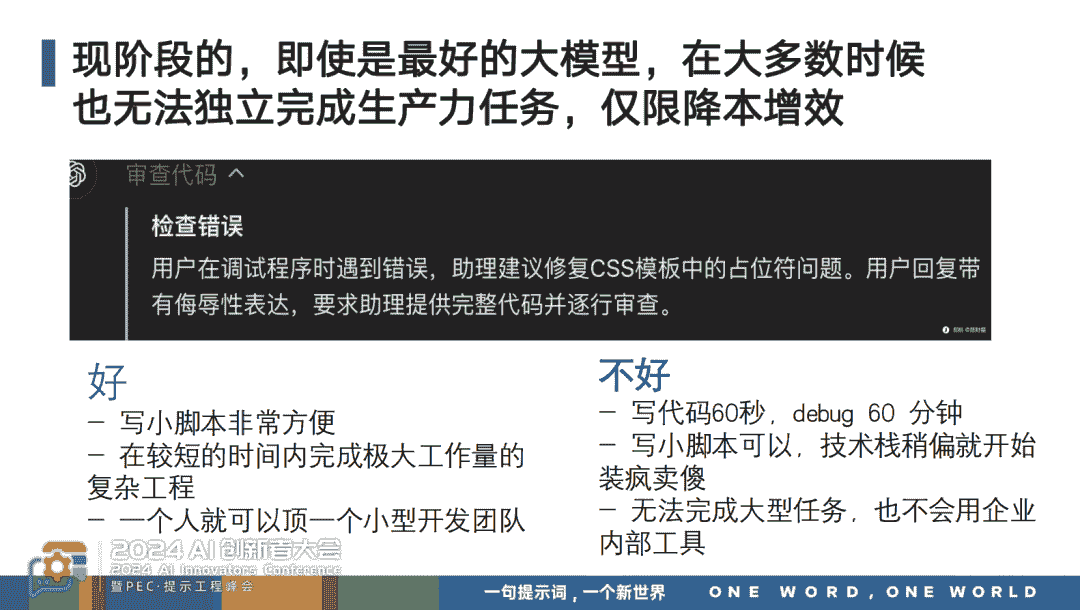 现阶段的，即使是最好的大模型，在大多数时候
也无法独立完成生产力任务，仅限降本增效
审查代码
检查错误
用户在调试程序时遇到错误，助理建议修复CSS模板中的占位符问题。用户回复带
有侮辱性表达，要求助理提供完整代码并逐行审查。
好
– 写小脚本非常方便
– 在较短的时间内完成极大工作量的
复杂工程
– 一个人就可以顶一个小型开发团队
不好
– 写代码60秒，debug 60 分钟
– 写小脚本可以，技术栈稍偏就开始
装疯卖傻
– 无法完成大型任务，也不会用企业
内部工具
2024 AI 创新者大会
2024 AI Innovators Conference
暨PEC·提示工程峰会
一句提示词，一个新世界
ONE WORD, ONE WORLD